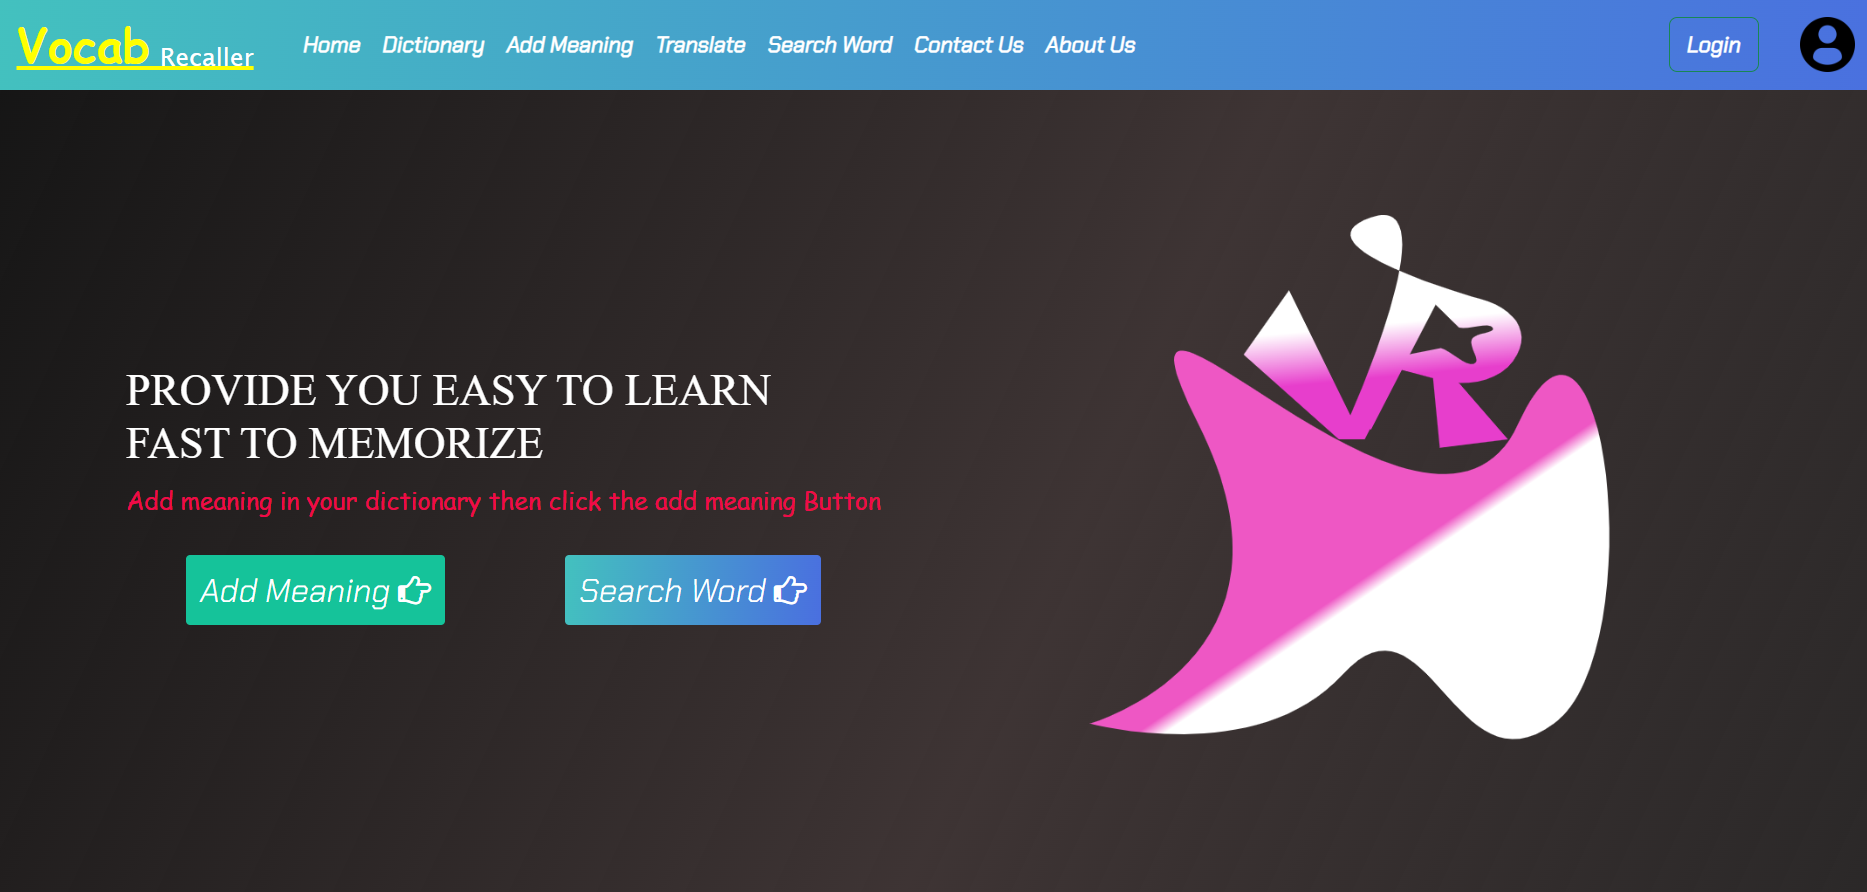 Vocab Recaller
Home Dictionary Add Meaning Translate Search Word Contact Us About Us
Login
VR
PROVIDE YOU EASY TO LEARN
FAST TO MEMORIZE
Add meaning in your dictionary then click the add meaning Button
Add Meaning
Search Word